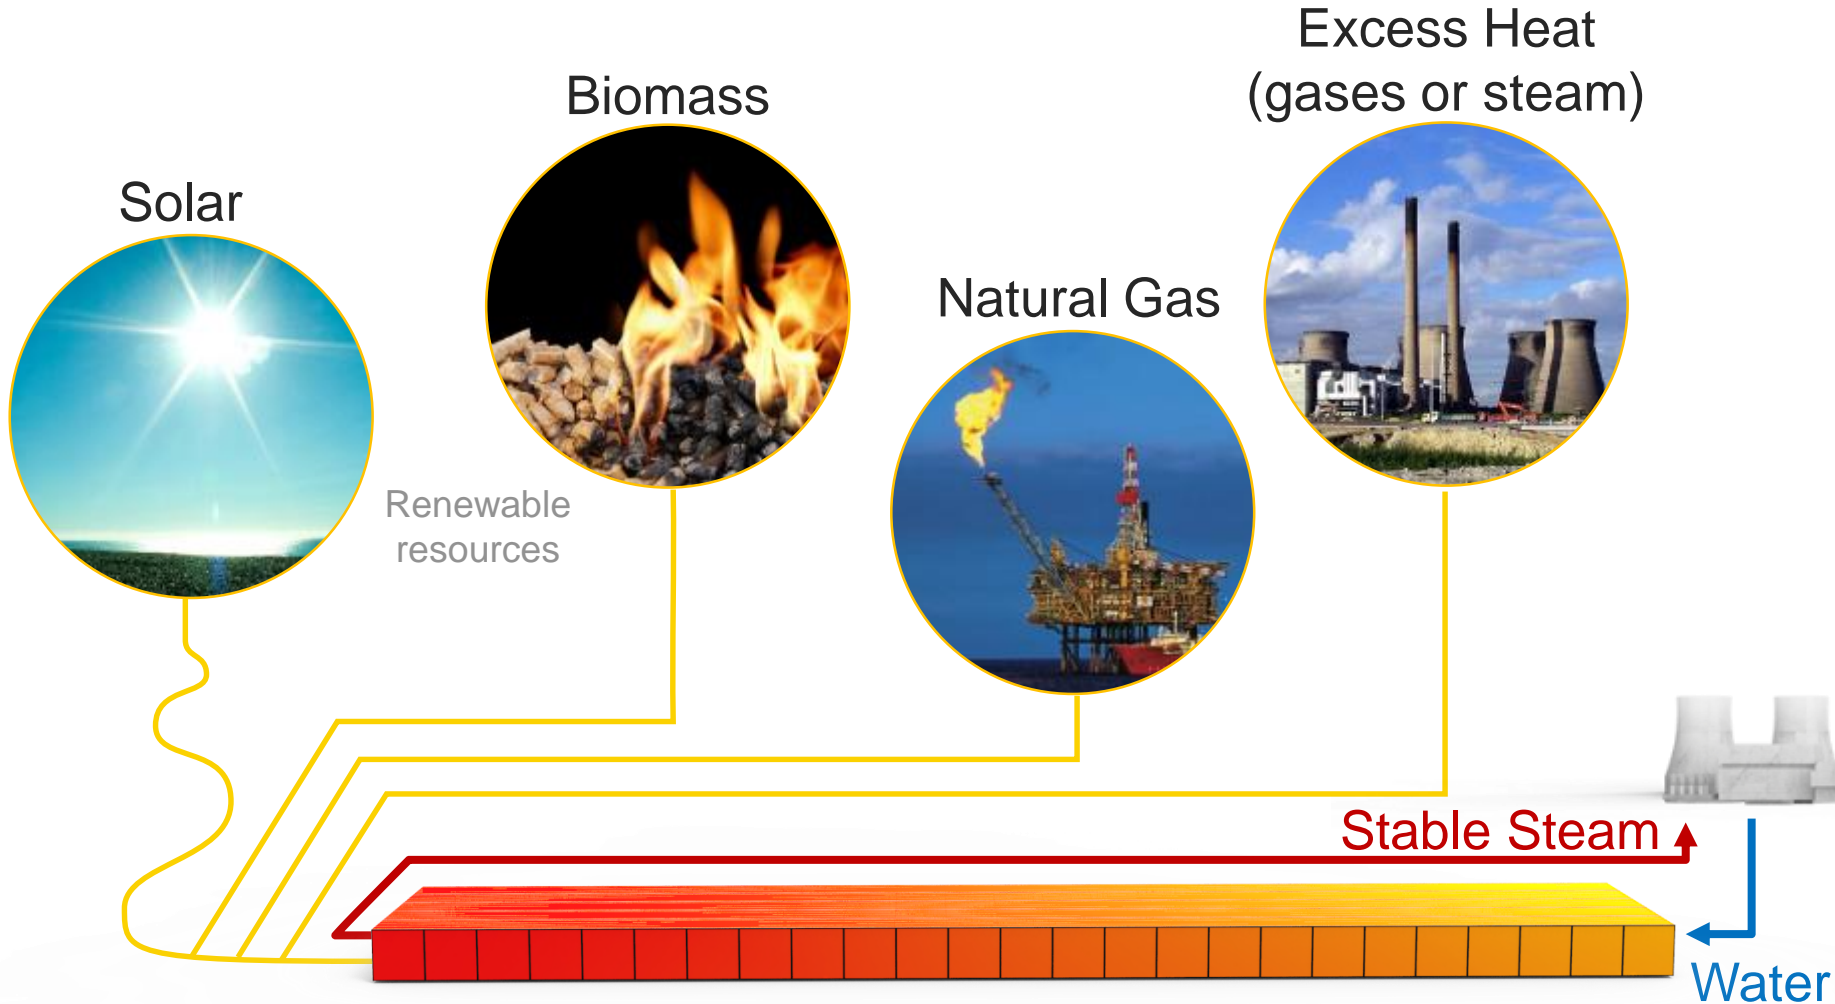 Solar
Biomass
Renewable
resources
Natural Gas
Excess Heat
(gases or steam)
Stable Steam
Water